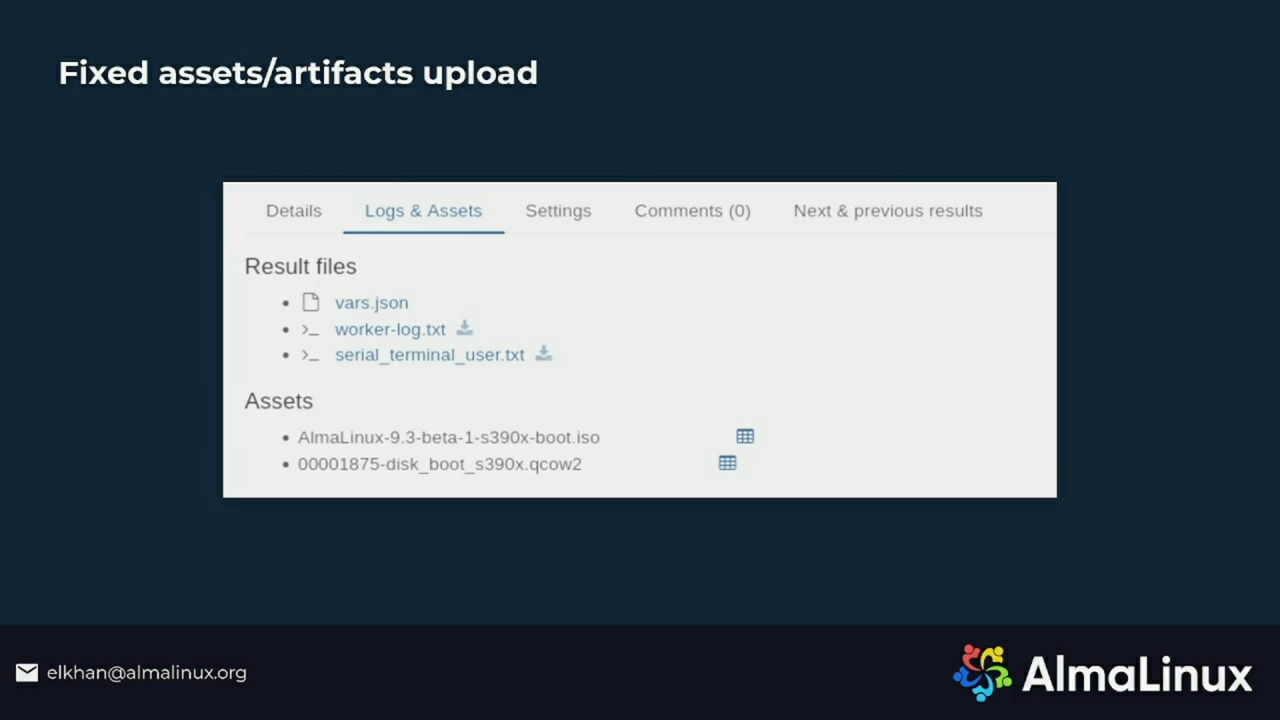 Fixed assets/artifacts upload
Details Logs & Assets Settings Comments (0) Next & previous results
Result files
vars.json
worker-log.txt
serial_terminal_user.txt
Assets
AlmaLinux-9.3-beta-1-s390x-boot.iso
00001875-disk_boot_s390x.qcow2
elkhan@almalinux.org
AlmaLinux